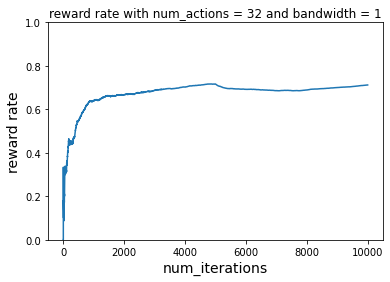 reward rate with num_actions = 32 and bandwidth = 1
1.0
0.8
0.6
0.4
0.2
0.0
reward rate
0 2000 4000 6000 8000 10000
num_iterations